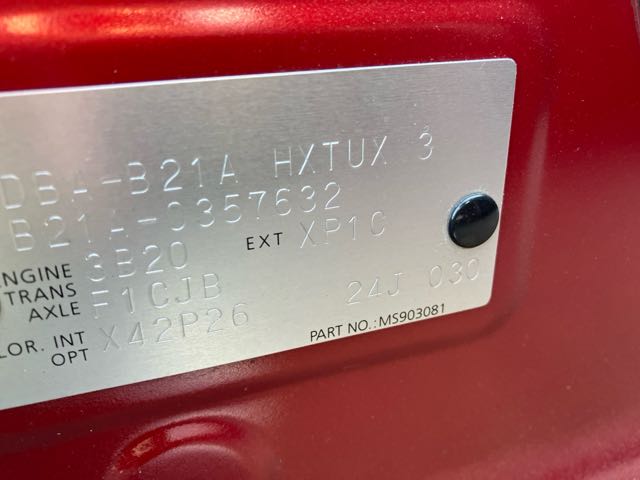 DBA-B21A HXTUX 3
B21A-0357632
ENGINE 3B20 EXT XP1C
TRANS AXLE F1CJB 24J 030
LOR. INT OPT X42P26
PART NO.:MS903081